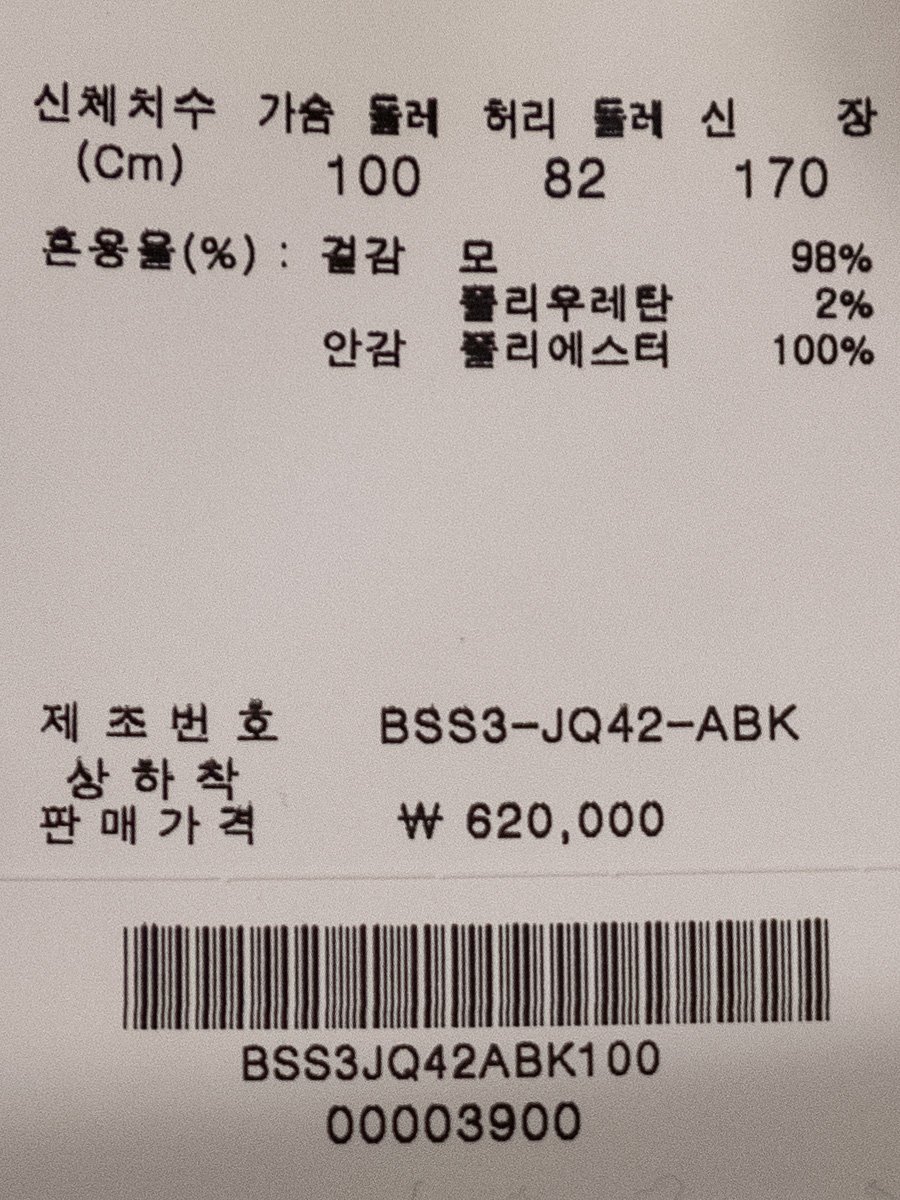 신체치수 가슴 둘레 허리 둘레 신 장
(Cm) 100 82 170
혼용율(%) : 겉감 모 98%
폴리우레탄 2%
안감 폴리에스터 100%
제 조 번 호 BSS3-JQ42-ABK
상 하 착
판 매 가 격 ₩ 620,000
BSS3JQ42ABK100
00003900